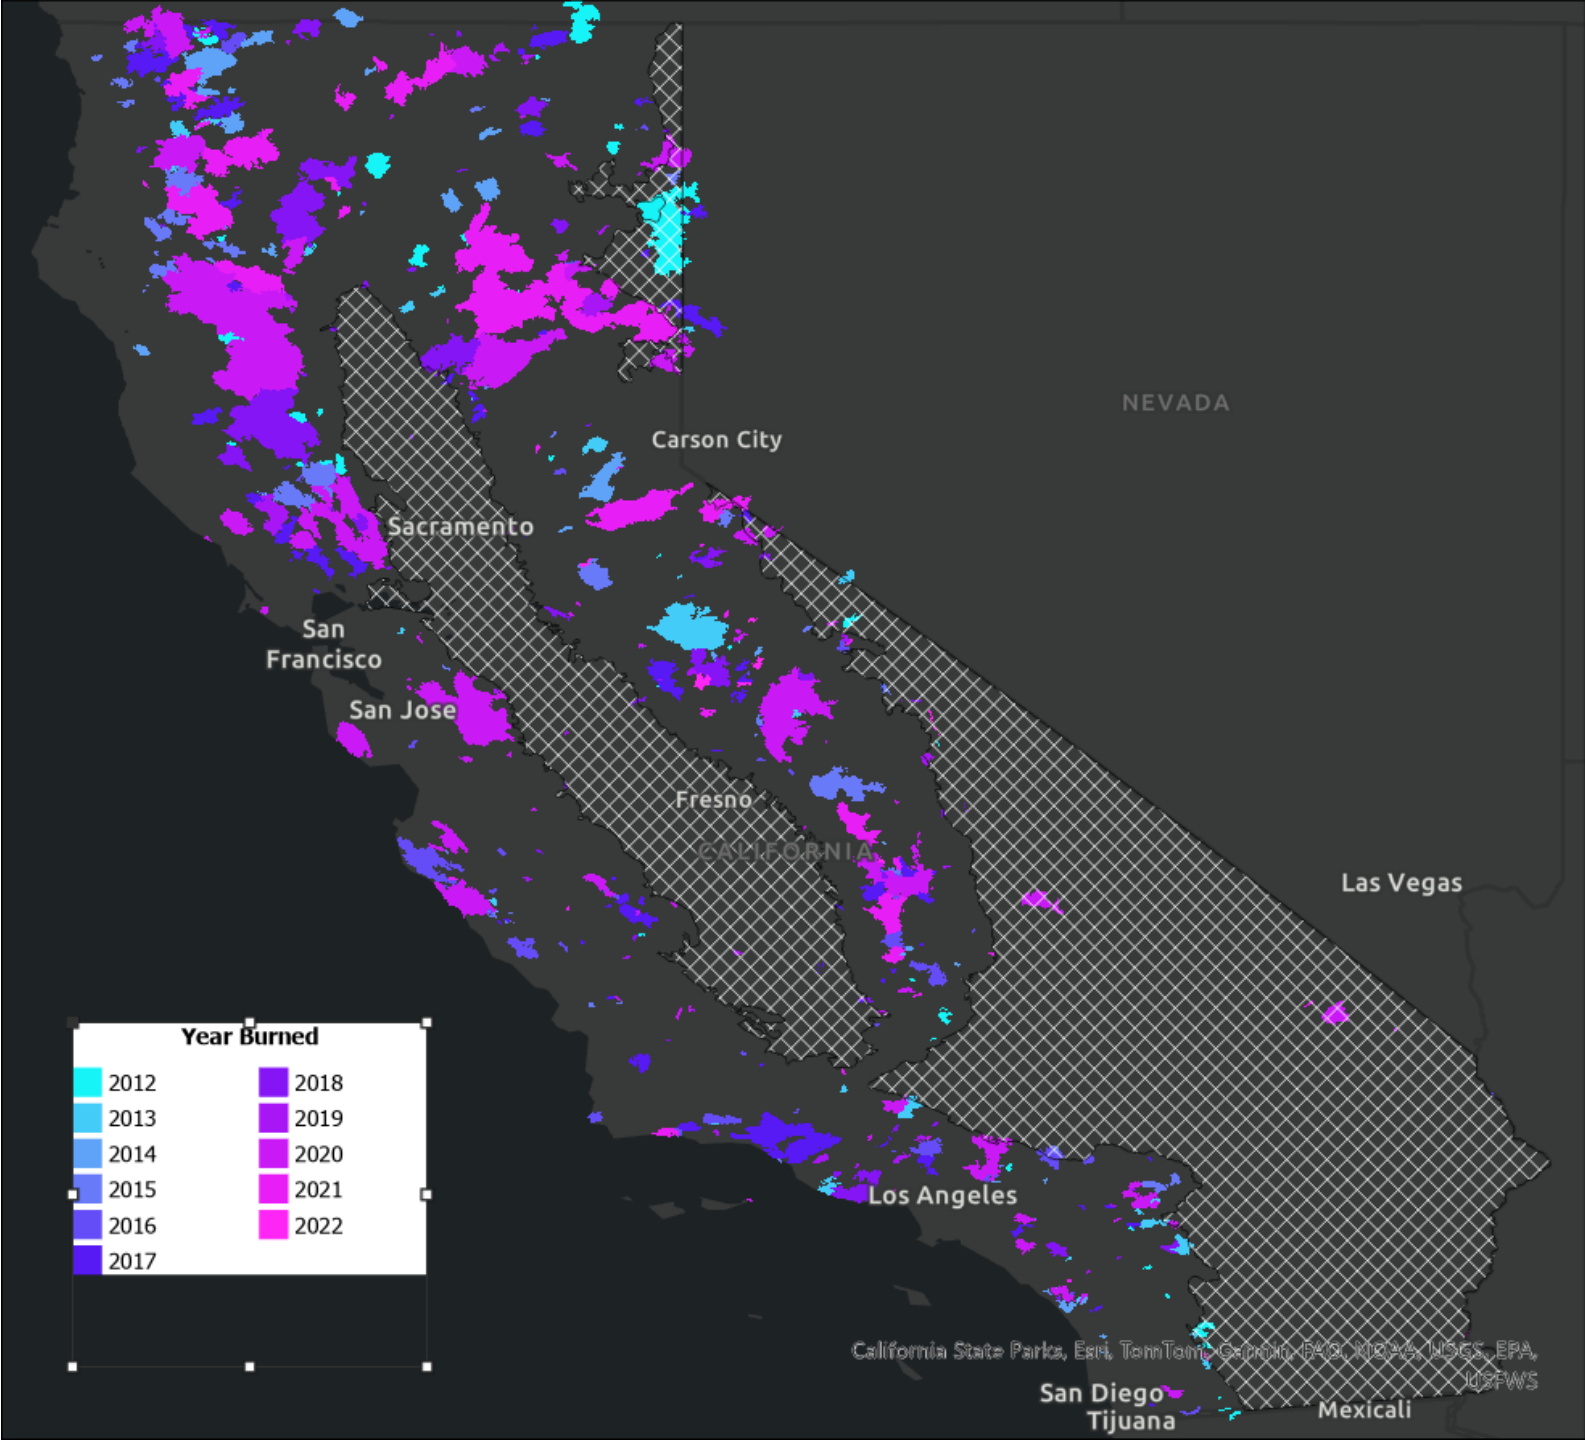 NEVADA
Carson City
Sacramento
San
Francisco
San Jose
Fresno
CALIFORNIA
Las Vegas
Year Burned
2012
2018
2013
2019
2014
2020
2015
2021
2016
2022
2017
Los Angeles
California State Parks, Esri, TomTom, Garmin, FAO, NOAA, USGS, EPA,
USFWS
San Diego
Mexicali
Tijuana